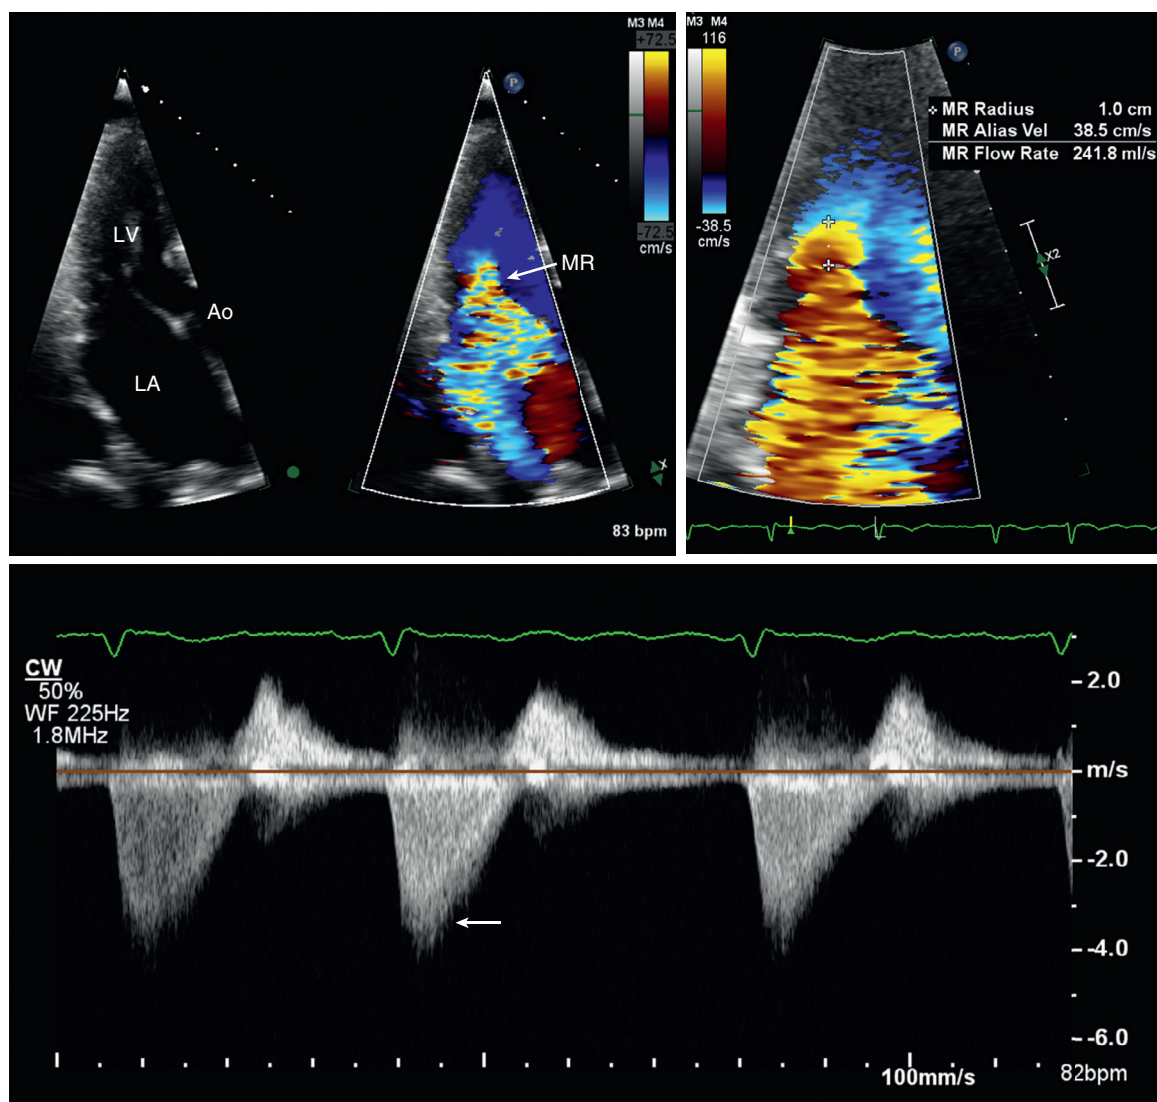 M3 M4
+72.5
P
LV
Ao
LA
MR
-72.5
cm/s
x
83 bpm
M3 M4
116
P
MR Radius 1.0 cm
MR Alias Vel 38.5 cm/s
MR Flow Rate 241.8 ml/s
-38.5
cm/s
x2
CW
50%
WF 225Hz
1.8MHz
2.0
m/s
-2.0
-4.0
-6.0
100mm/s
82bpm